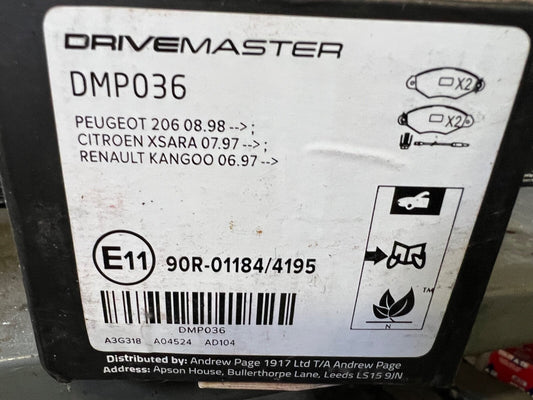 DRIVEMASTER
DMP036
X2
X2
PEUGEOT 206 08.98 -->;
CITROEN XSARA 07.97 -->;
RENAULT KANGOO 06.97 -->
E11
90R-01184/4195
TM
N
DMP036
A3G318 A04524 AD104
Distributed by: Andrew Page 1917 Ltd T/A Andrew Page
Address: Apson House, Bullerthorpe Lane, Leeds LS15 9JN